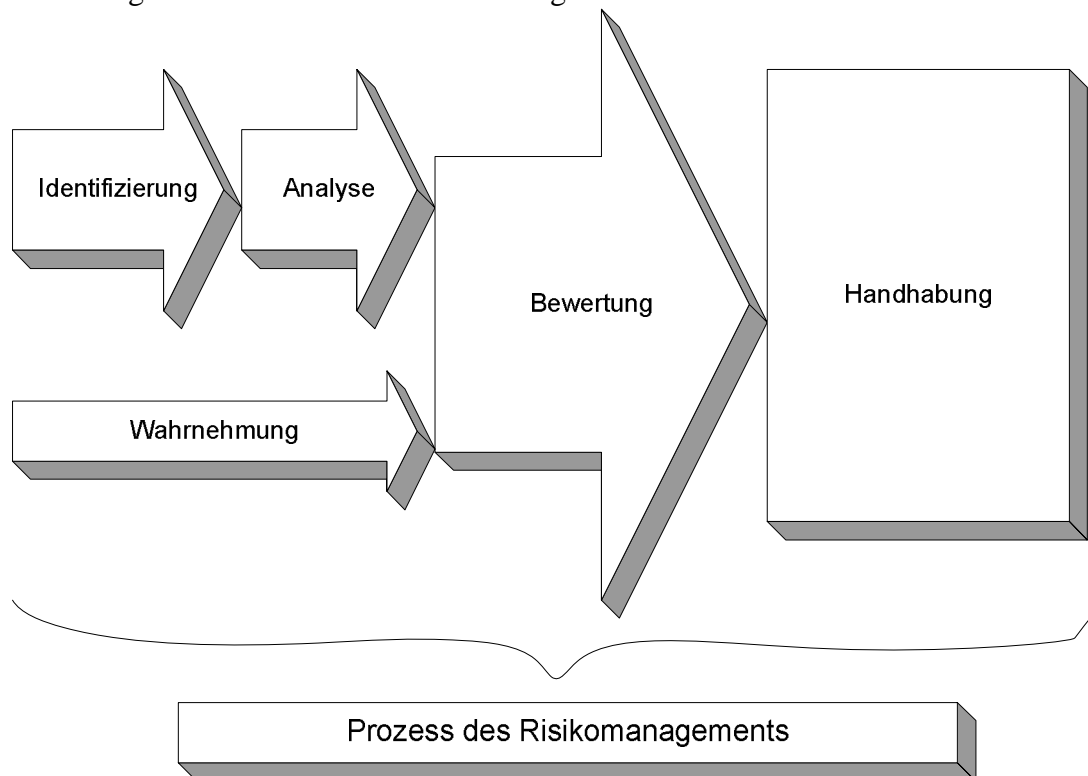 Identifizierung
Analyse
Bewertung
Handhabung
Wahrnehmung
Prozess des Risikomanagements